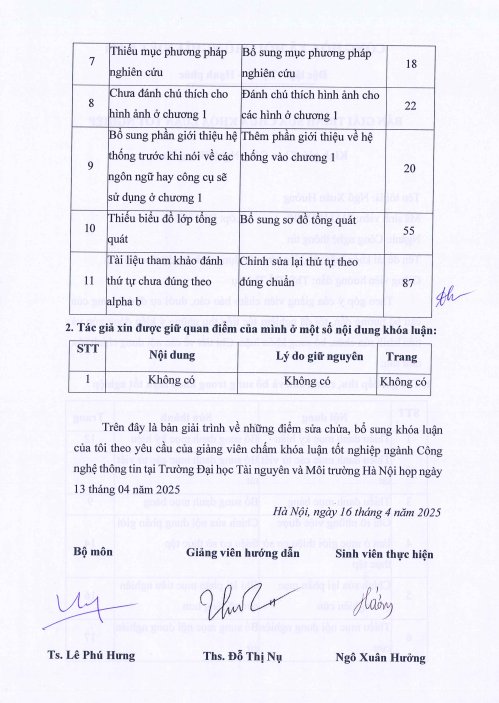 7 Thiếu mục phương pháp Bổ sung mục phương pháp 18
nghiên cứu nghiên cứu
8 Chưa đánh chú thích cho Đánh chú thích hình ảnh cho 22
hình ảnh ở chương 1 các hình ở chương 1
9 Bổ sung phần giới thiệu hệ Thêm phần giới thiệu về hệ 20
thống trước khi nói về các thống vào chương 1
ngôn ngữ hay công cụ sẽ
sử dụng ở chương 1
10 Thiếu biểu đồ lớp tổng Bổ sung sơ đồ tổng quát 55
quát
11 Tài liệu tham khảo đánh Chỉnh sửa lại thứ tự theo 87
thứ tự chưa đúng theo đúng chuẩn
alpha b
2. Tác giả xin được giữ quan điểm của mình ở một số nội dung khóa luận:
STT Nội dung Lý do giữ nguyên Trang
1 Không có Không có Không có
Trên đây là bản giải trình về những điểm sửa chữa, bổ sung khóa luận
của tôi theo yêu cầu của giảng viên chấm khóa luận tốt nghiệp ngành Công
nghệ thông tin tại Trường Đại học Tài nguyên và Môi trường Hà Nội họp ngày
13 tháng 04 năm 2025
Hà Nội, ngày 16 tháng 4 năm 2025
Bộ môn Giảng viên hướng dẫn Sinh viên thực hiện
Hưởng
Ts. Lê Phú Hưng Ths. Đỗ Thị Nụ Ngô Xuân Hưởng